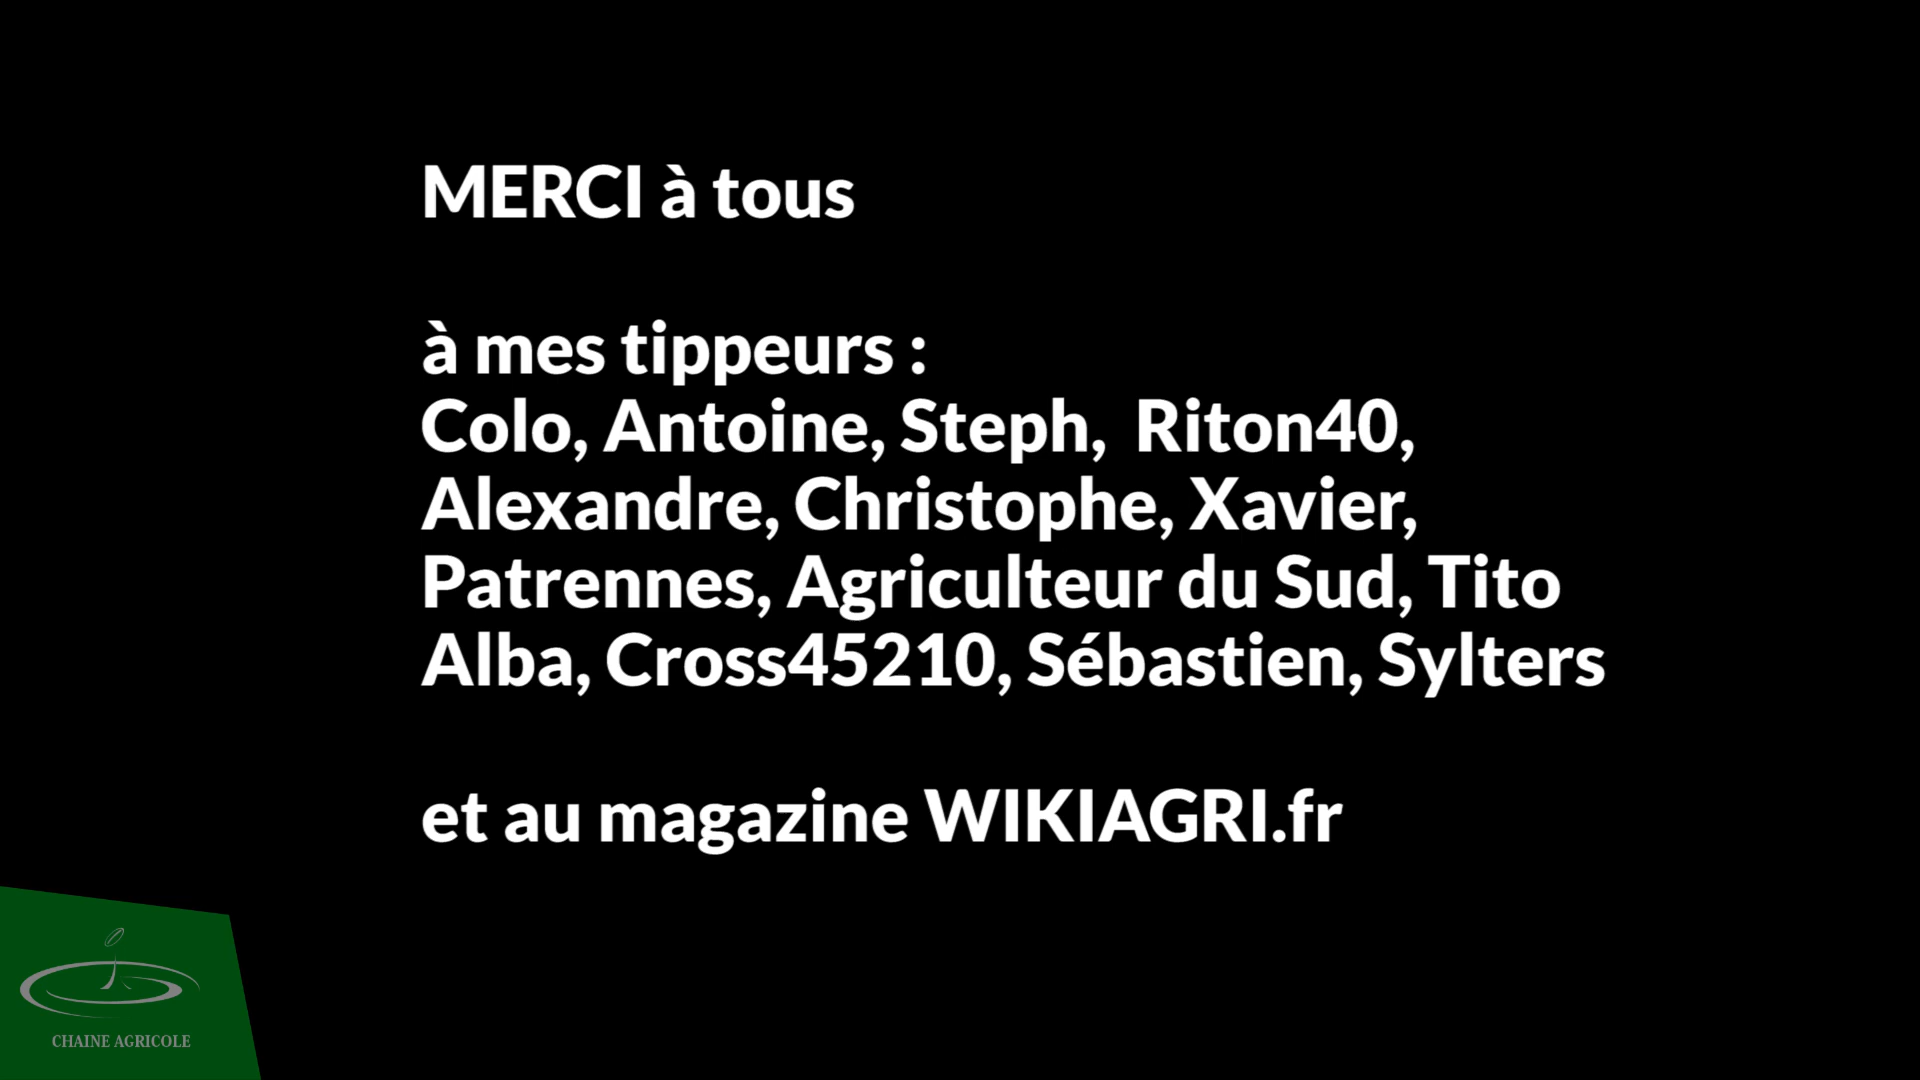 MERCI à tous
à mes tippeurs :
Colo, Antoine, Steph,  Riton40,
Alexandre, Christophe, Xavier,
Patrennes, Agriculteur du Sud, Tito
Alba, Cross45210, Sébastien, Sylters
et au magazine WIKIAGRI.fr
CHAINE AGRICOLE